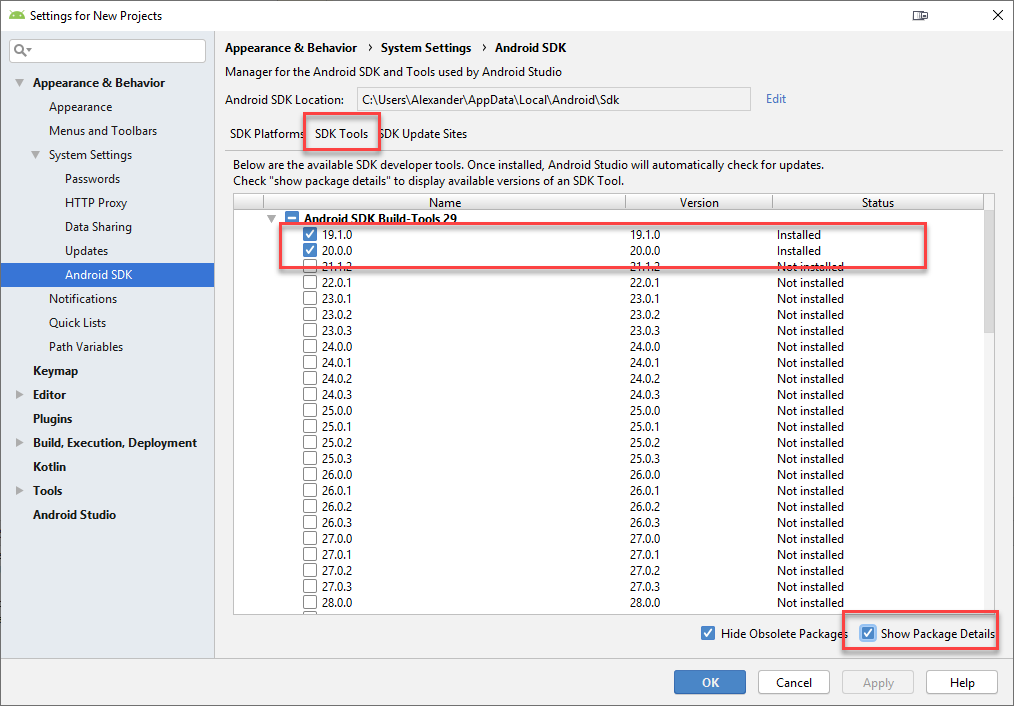 Settings for New Projects
Appearance & Behavior
Appearance
Menus and Toolbars
System Settings
Passwords
HTTP Proxy
Data Sharing
Updates
Android SDK
Notifications
Quick Lists
Path Variables
Keymap
Editor
Plugins
Build, Execution, Deployment
Kotlin
Tools
Android Studio
Appearance & Behavior › System Settings › Android SDK
Manager for the Android SDK and Tools used by Android Studio
Android SDK Location: C:\Users\Alexander\AppData\Local\Android\Sdk Edit
SDK Platforms SDK Tools SDK Update Sites
Below are the available SDK developer tools. Once installed, Android Studio will automatically check for updates.
Check "show package details" to display available versions of an SDK Tool.
Name Version Status
Android SDK Build-Tools 29
19.1.0 19.1.0 Installed
20.0.0 20.0.0 Installed
21.1.2 21.1.2 Not installed
22.0.1 22.0.1 Not installed
23.0.1 23.0.1 Not installed
23.0.2 23.0.2 Not installed
23.0.3 23.0.3 Not installed
24.0.0 24.0.0 Not installed
24.0.1 24.0.1 Not installed
24.0.2 24.0.2 Not installed
24.0.3 24.0.3 Not installed
25.0.0 25.0.0 Not installed
25.0.1 25.0.1 Not installed
25.0.2 25.0.2 Not installed
25.0.3 25.0.3 Not installed
26.0.0 26.0.0 Not installed
26.0.1 26.0.1 Not installed
26.0.2 26.0.2 Not installed
26.0.3 26.0.3 Not installed
27.0.0 27.0.0 Not installed
27.0.1 27.0.1 Not installed
27.0.2 27.0.2 Not installed
27.0.3 27.0.3 Not installed
28.0.0 28.0.0 Not installed
Hide Obsolete Packages Show Package Details
OK Cancel Apply Help